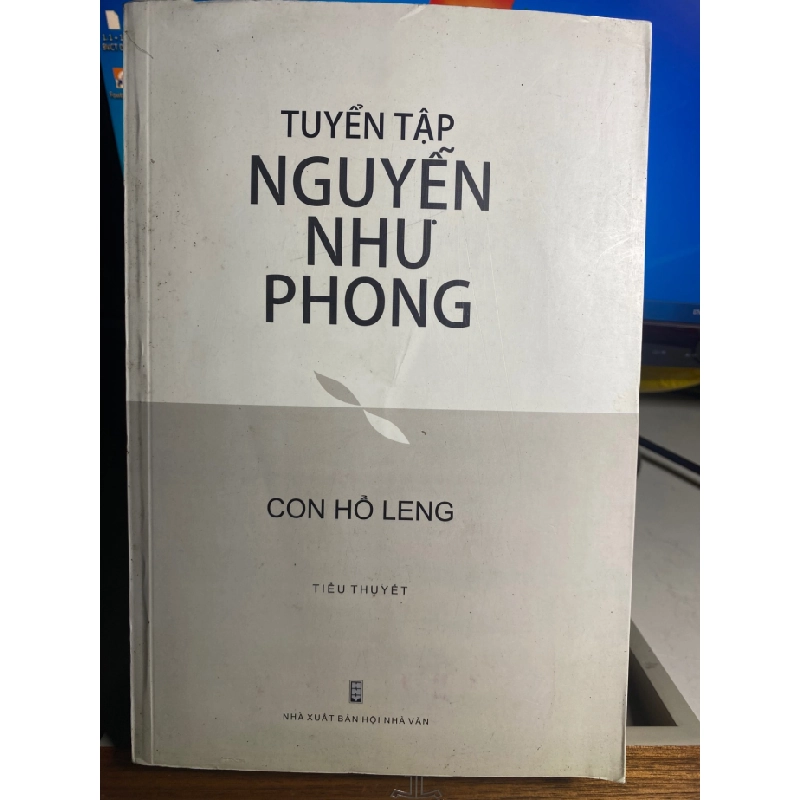 TUYỂN TẬP
NGUYỄN
NHƯ
PHONG
CON HỔ LENG
TIỂU THUYẾT
NHÀ XUẤT BẢN HỘI NHÀ VĂN